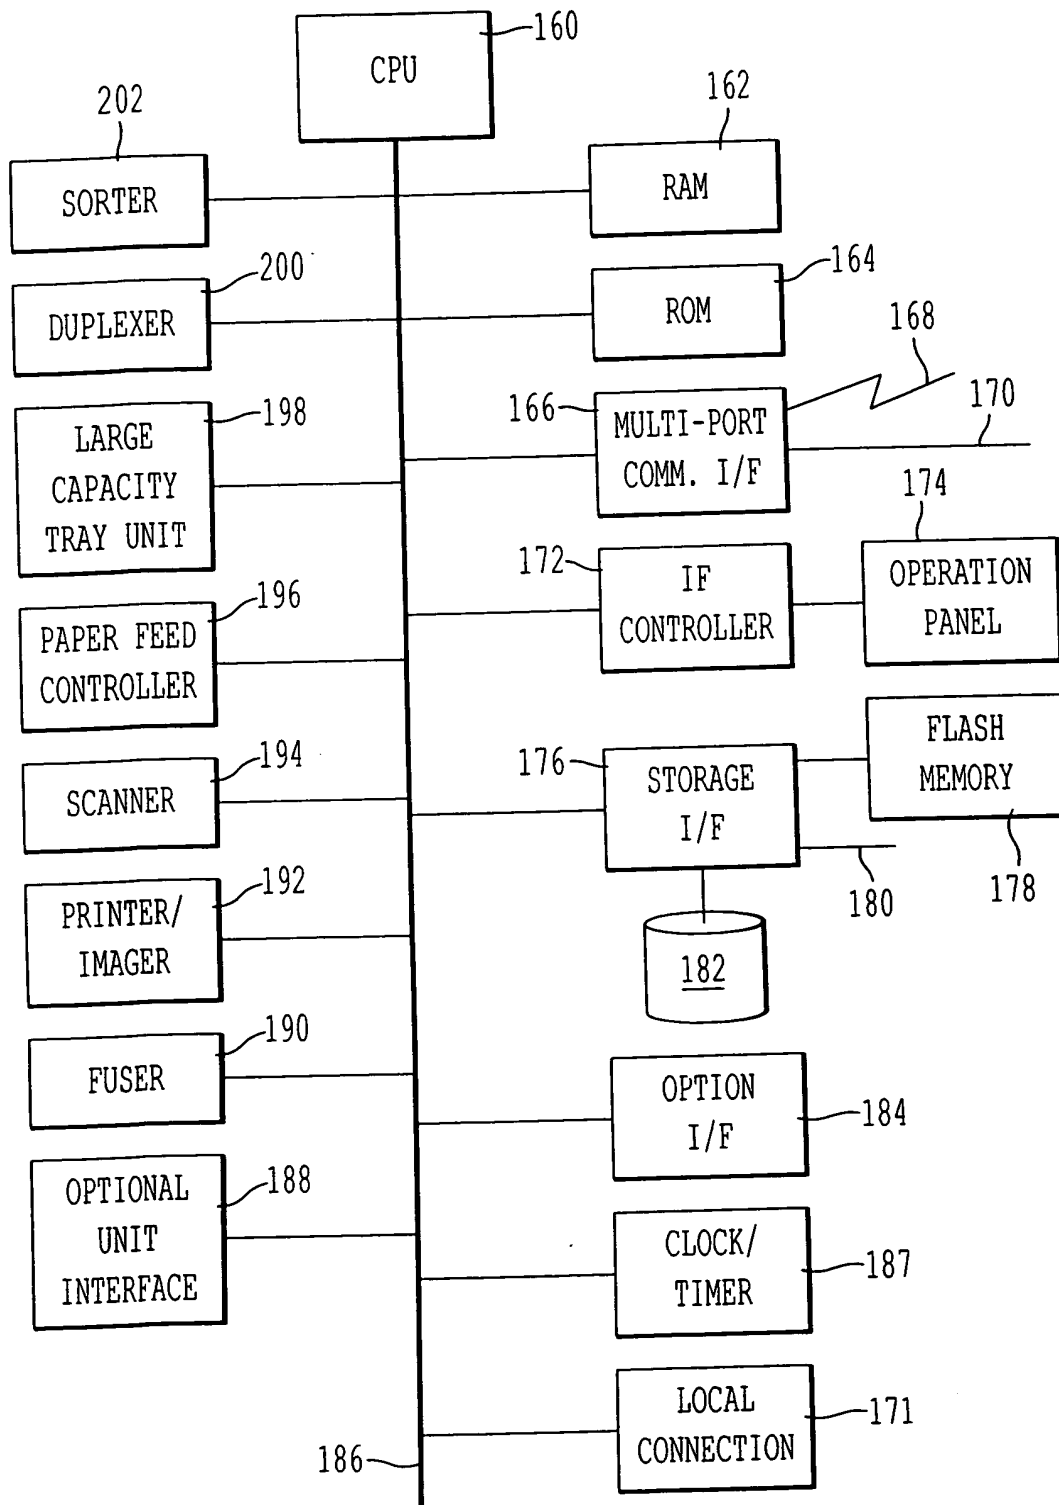 160
CPU
202
SORTER
162
RAM
200
DUPLEXER
164
ROM
168
198
LARGE
CAPACITY
TRAY UNIT
166
MULTI-PORT
COMM. I/F
170
174
172
IF
CONTROLLER
OPERATION
PANEL
196
PAPER FEED
CONTROLLER
194
SCANNER
176
STORAGE
I/F
FLASH
MEMORY
178
180
182
192
PRINTER/
IMAGER
190
FUSER
OPTION
I/F
184
188
OPTIONAL
UNIT
INTERFACE
CLOCK/
TIMER
187
LOCAL
CONNECTION
171
186